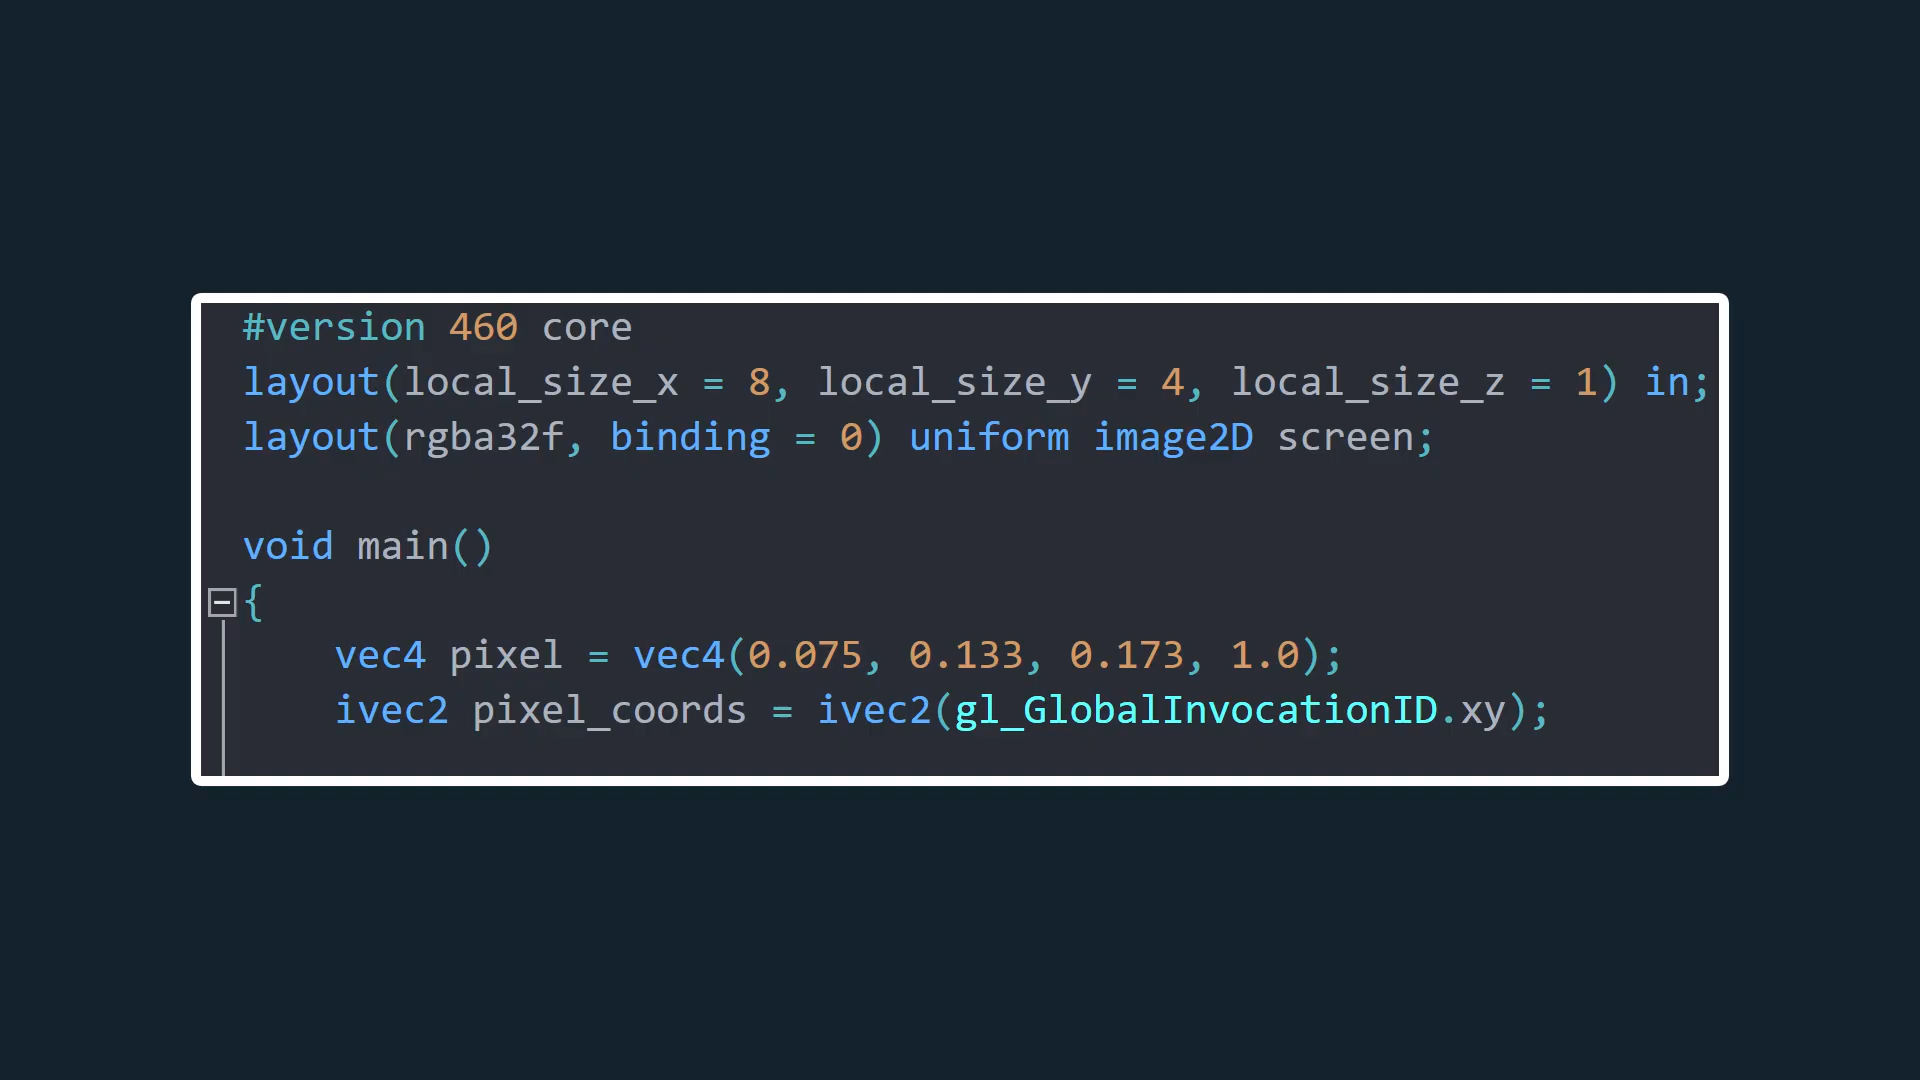 #version 460 core
layout(local_size_x = 8, local_size_y = 4, local_size_z = 1) in;
layout(rgba32f, binding = 0) uniform image2D screen;
void main()
{
vec4 pixel = vec4(0.075, 0.133, 0.173, 1.0);
ivec2 pixel_coords = ivec2(gl_GlobalInvocationID.xy);